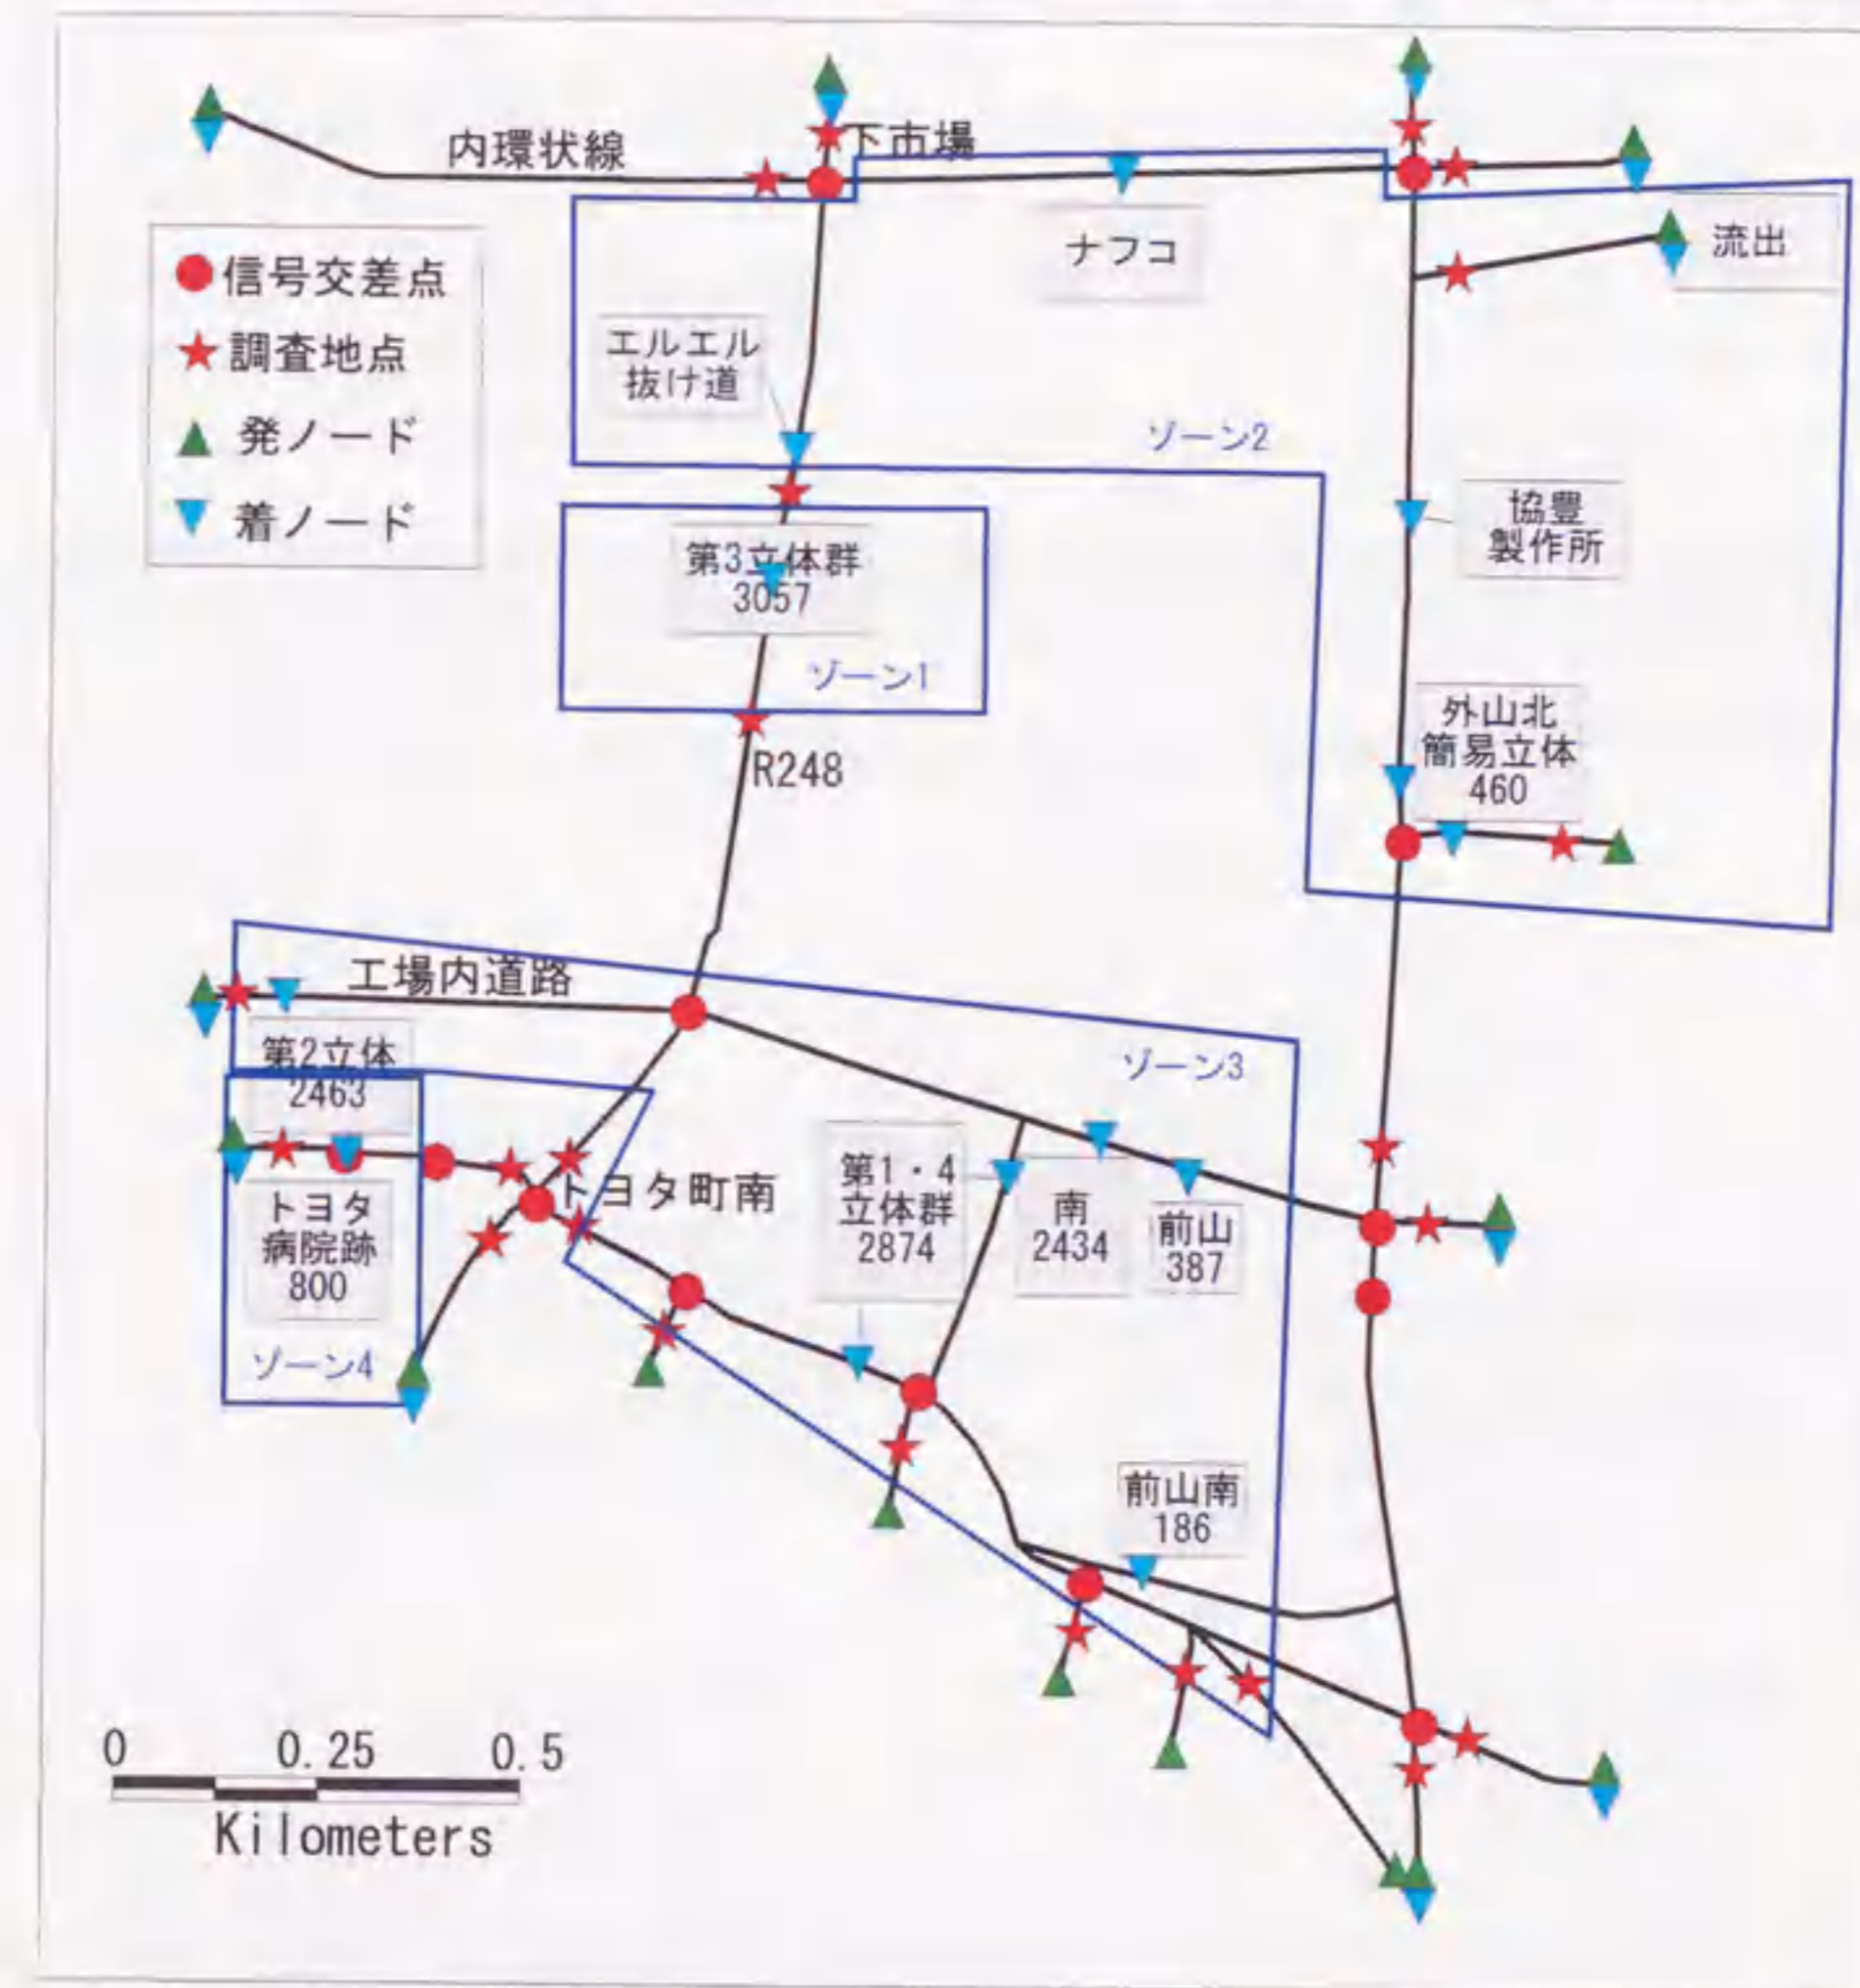 内環状線
下市場
信号交差点
調査地点
発ノード
着ノード
ナフコ
流出
エルエル
抜け道
ゾーン2
協豊
製作所
第3立体群
3057
ゾーン1
R248
外山北
簡易立体
460
工場内道路
第2立体
2463
ゾーン3
トヨタ町南
第1・4
立体群
2874
南
2434
前山
387
トヨタ
病院跡
800
ゾーン4
前山南
186
0 0.25 0.5
Kilometers